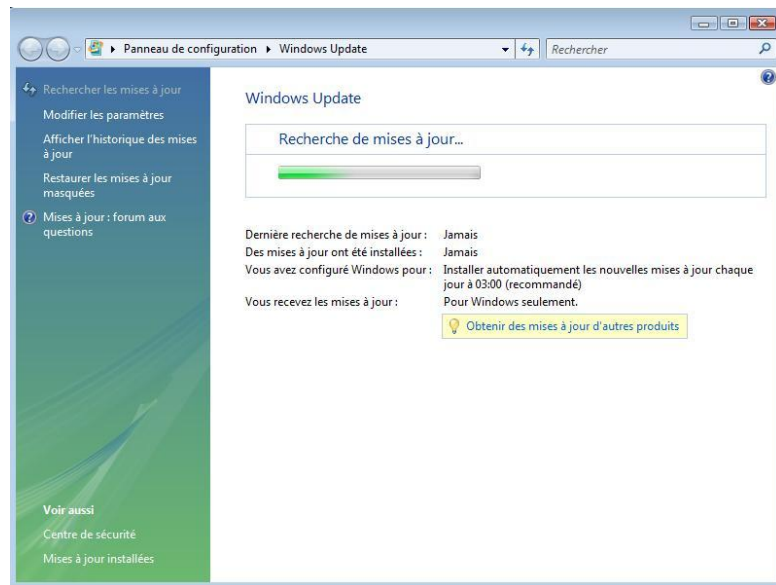 Panneau de configuration
Windows Update
Rechercher
Rechercher les mises à jour
Modifier les paramètres
Afficher l'historique des mises
à jour
Restaurer les mises à jour
masquées
Mises à jour : forum aux
questions
Voir aussi
Centre de sécurité
Mises à jour installées
Windows Update
Recherche de mises à jour...
Dernière recherche de mises à jour : Jamais
Des mises à jour ont été installées : Jamais
Vous avez configuré Windows pour : Installer automatiquement les nouvelles mises à jour chaque
jour à 03:00 (recommandé)
Vous recevez les mises à jour : Pour Windows seulement.
Obtenir des mises à jour d'autres produits